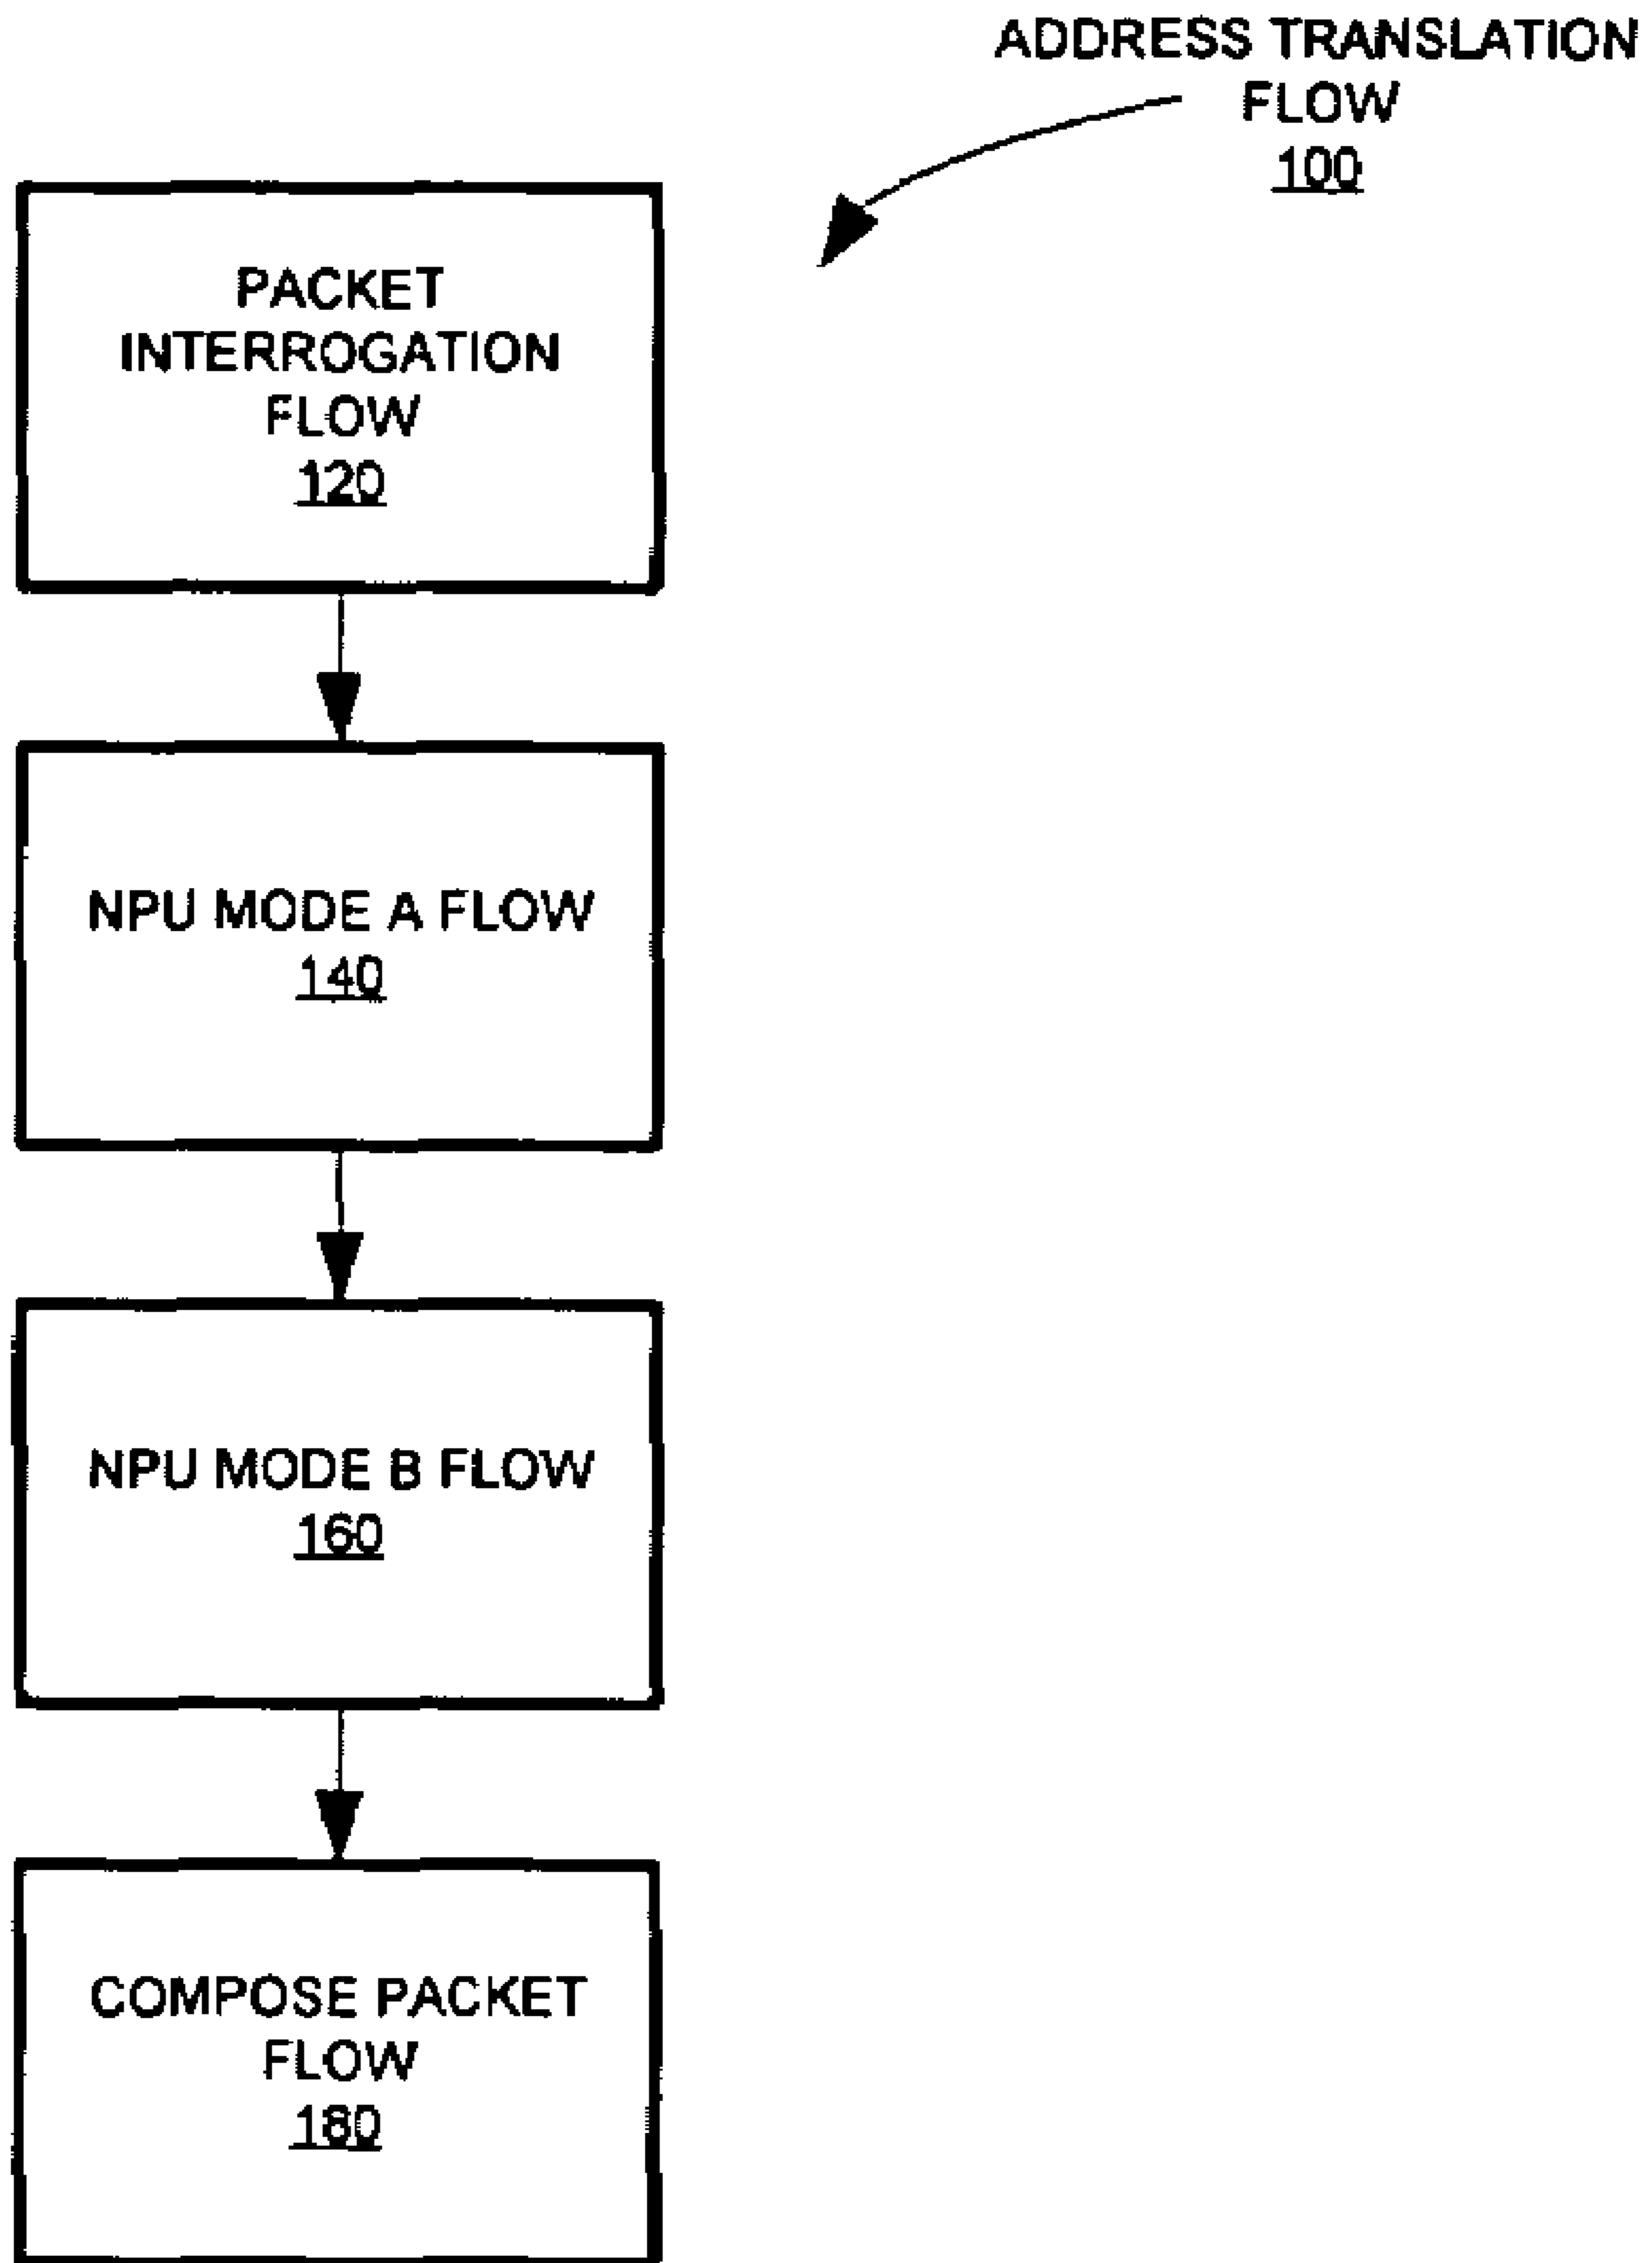 ADDRESS TRANSLATION
FLOW
100
PACKET
INTERROGATION
FLOW
120
NPU MODE A FLOW
140
NPU MODE B FLOW
160
COMPOSE PACKET
FLOW
180